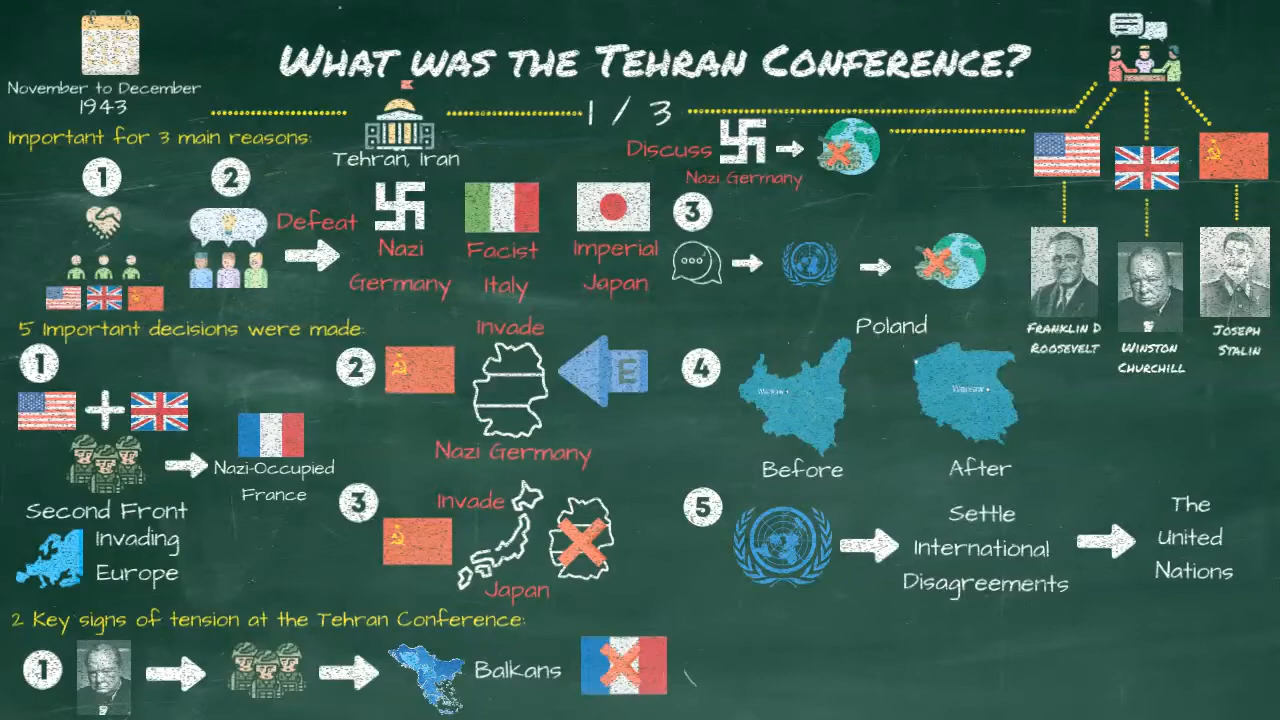 What was the Tehran Conference?
November to December
1943
1 / 3
Important for 3 main reasons:
Tehran, Iran
Discuss
Nazi Germany
1
2
Defeat
Nazi
Germany
Facist
Italy
Imperial
Japan
3
Franklin D
Roosevelt
Winston
Churchill
Joseph
Stalin
5 Important decisions were made:
1
Nazi-Occupied
France
Second Front
Invading
Europe
2
Invade
E
Nazi Germany
3
Invade
Japan
4
Poland
Warsaw
Warsaw
Before
After
5
Settle
International
Disagreements
The
United
Nations
2 Key signs of tension at the Tehran Conference:
1
Balkans